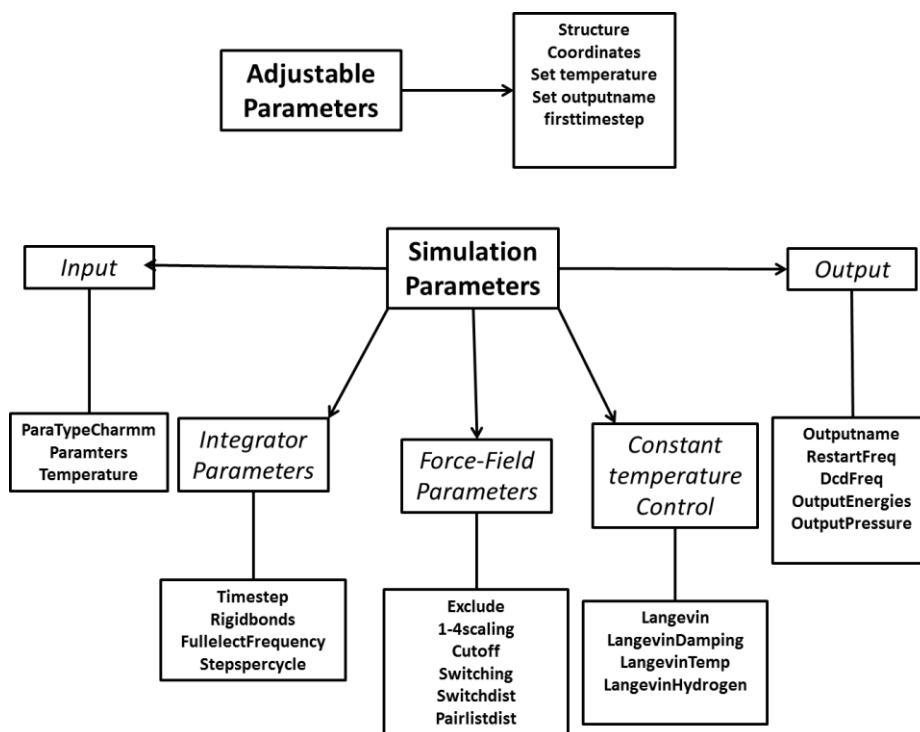 Adjustable
Parameters
Structure
Coordinates
Set temperature
Set outputname
firsttimestep
Simulation
Parameters
Input
Output
ParaTypeCharmm
Paramters
Temperature
Integrator
Parameters
Force-Field
Parameters
Constant
temperature
Control
Outputname
RestartFreq
DcdFreq
OutputEnergies
OutputPressure
Timestep
Rigidbonds
FullelectFrequency
Stepspercycle
Exclude
1-4scaling
Cutoff
Switching
Switchdist
Pairlistdist
Langevin
LangevinDamping
LangevinTemp
LangevinHydrogen